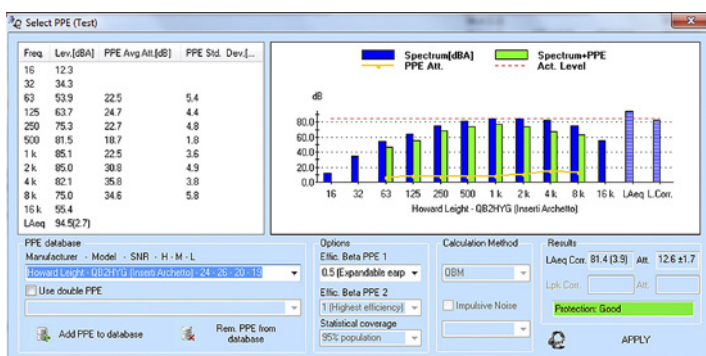 Select PPE (Test)
Freq. Lev.[dBA] PPE Avg Att.[dB] PPE Std. Dev.[...
16 12.3
32 34.3
63 53.9 22.5 5.4
125 63.7 24.7 4.4
250 75.3 22.7 4.8
500 81.5 18.7 1.8
1 k 85.1 22.5 3.6
2 k 85.0 30.8 4.9
4 k 82.1 35.8 3.8
8 k 75.0 34.6 5.8
16 k 55.4
LAeq 94.5(2.7)
Spectrum[dBA] Spectrum+PPE
PPE Att. Act. Level
dB
80.0
60.0
40.0
20.0
0.0
16 32 63 125 250 500 1 k 2 k 4 k 8 k 16 k LAeq L.Corr.
Howard Leight - QB2HYG (Inserti Archetto)
PPE database
Manufacturer - Model - SNR - H - M - L
Howard Leight - QB2HYG (Inserti Archetto) - 24 - 26 - 20 - 19
Use double PPE
Add PPE to database
Rem. PPE from
database
Options
Effic. Beta PPE 1
0.5 (Expandable earp
Effic. Beta PPE 2
1 (Highest efficiency)
Statistical coverage
95% population
Calculation Method
OBM
Impulsive Noise
Results
LAeq Corr. 81.4 (3.9) Att. 12.6 ±1.7
Lpk Corr. Att.
Protection: Good
APPLY